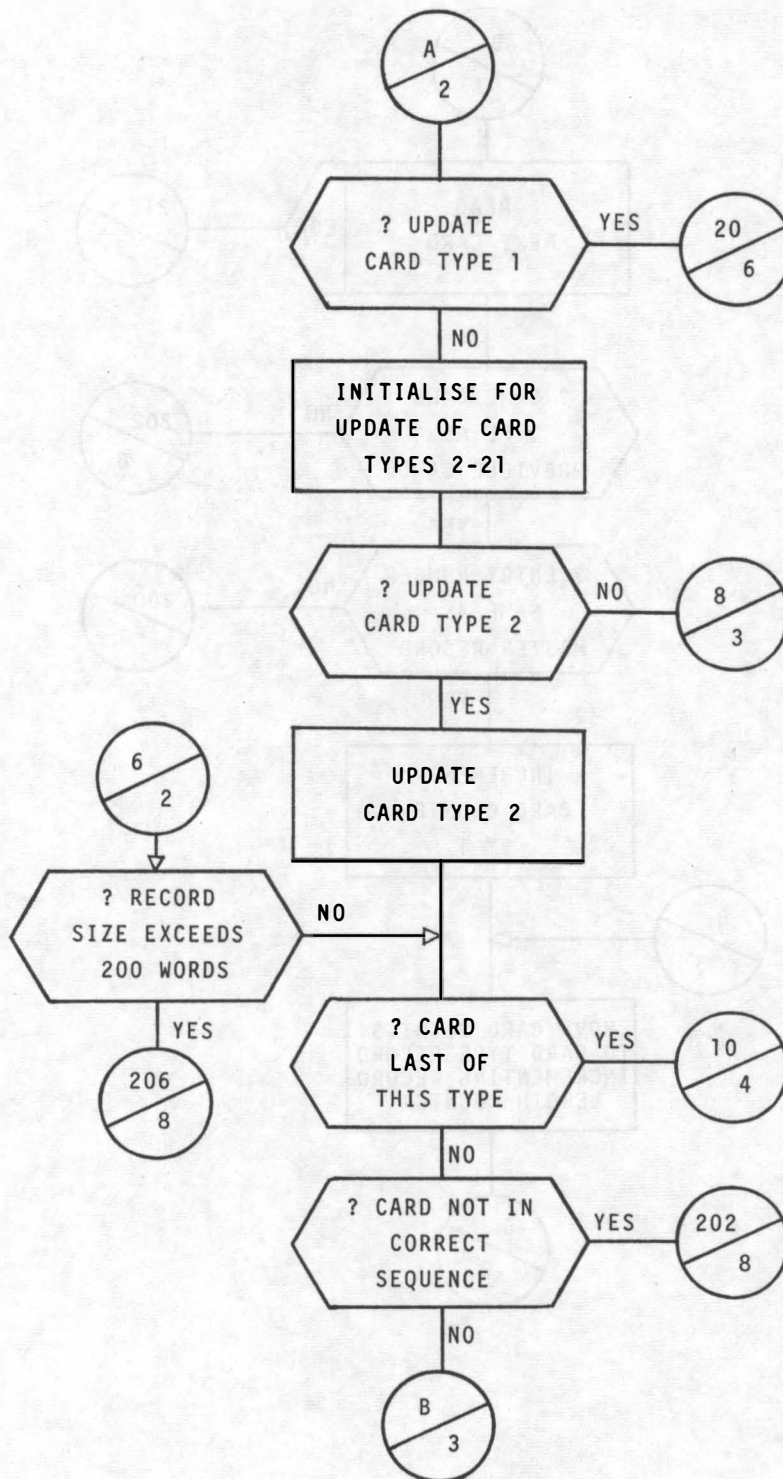 A
2
? UPDATE
CARD TYPE 1
YES
20
6
NO
INITIALISE FOR
UPDATE OF CARD
TYPES 2-21
? UPDATE
CARD TYPE 2
NO
8
3
YES
UPDATE
CARD TYPE 2
6
2
? RECORD
SIZE EXCEEDS
200 WORDS
NO
YES
206
8
? CARD
LAST OF
THIS TYPE
YES
10
4
NO
? CARD NOT IN
CORRECT
SEQUENCE
YES
202
8
NO
B
3